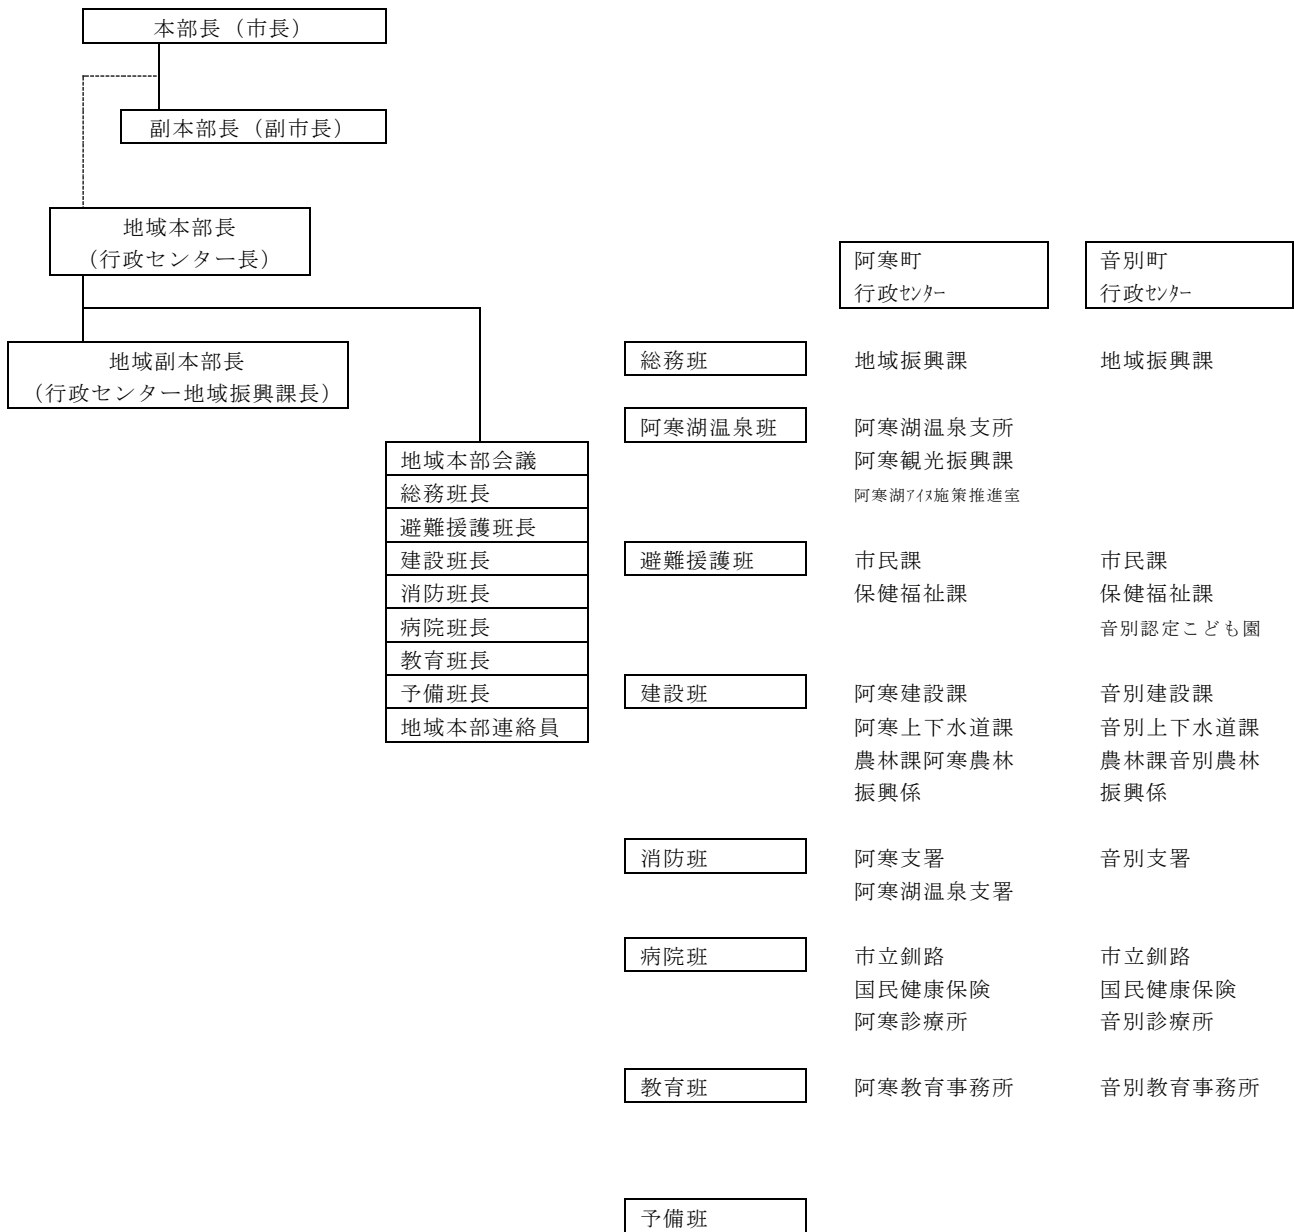 本部長（市長）
副本部長（副市長）
地域本部長
（行政センター長）
地域副本部長
（行政センター地域振興課長）
地域本部会議
総務班長
避難援護班長
建設班長
消防班長
病院班長
教育班長
予備班長
地域本部連絡員
阿寒町
行政ｾﾝﾀｰ
音別町
行政ｾﾝﾀｰ
総務班
地域振興課
地域振興課
阿寒湖温泉班
阿寒湖温泉支所
阿寒観光振興課
阿寒湖ｱｲﾇ施策推進室
避難援護班
市民課
保健福祉課
市民課
保健福祉課
音別認定こども園
建設班
阿寒建設課
阿寒上下水道課
農林課阿寒農林
振興係
音別建設課
音別上下水道課
農林課音別農林
振興係
消防班
阿寒支署
阿寒湖温泉支署
音別支署
病院班
市立釧路
国民健康保険
阿寒診療所
市立釧路
国民健康保険
音別診療所
教育班
阿寒教育事務所
音別教育事務所
予備班